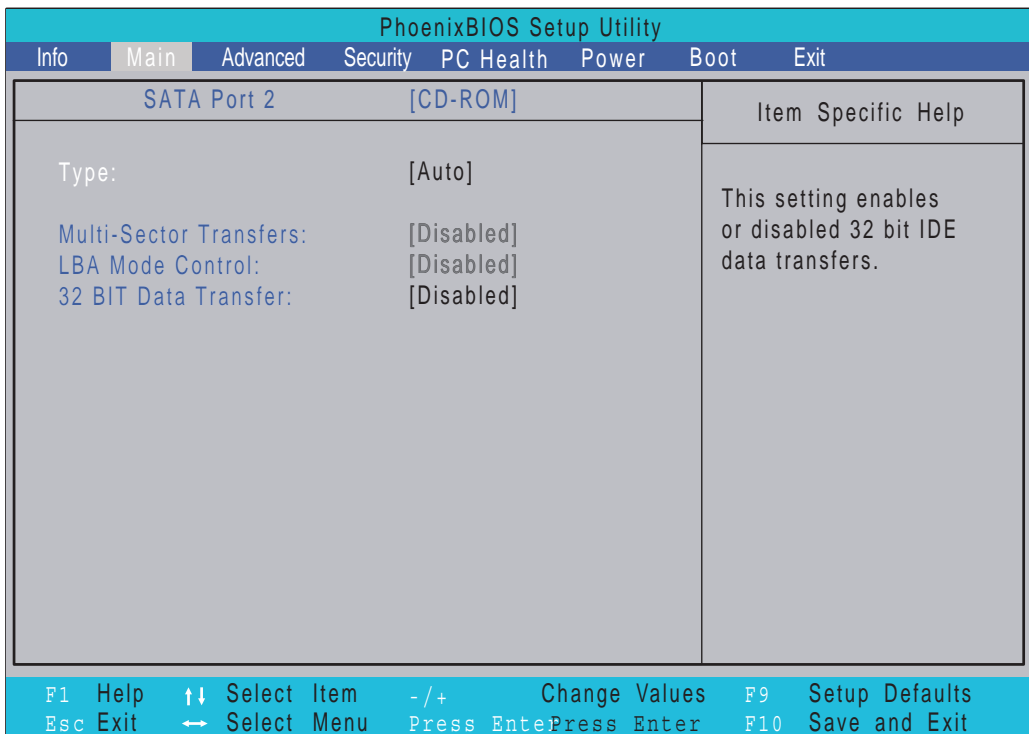 PhoenixBIOS Setup Utility
Info Main Advanced Security PC Health Power Boot Exit
SATA Port 2 [CD-ROM]
Item Specific Help
Type: [Auto]
Multi-Sector Transfers: [Disabled]
LBA Mode Control: [Disabled]
32 BIT Data Transfer: [Disabled]
This setting enables
or disabled 32 bit IDE
data transfers.
F1 Help ↑↓ Select Item -/+ Change Values F9 Setup Defaults
Esc Exit ↔ Select Menu Press Enter Press Enter F10 Save and Exit